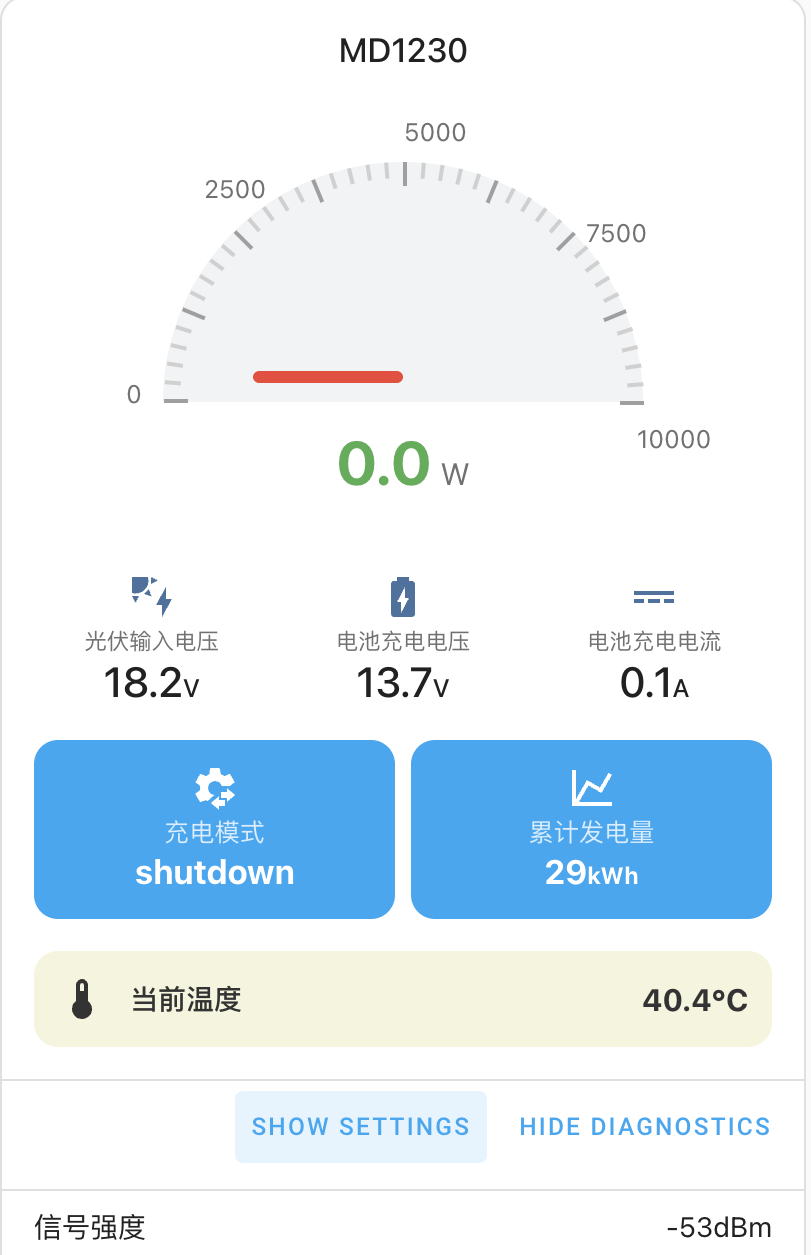 MD1230
5000
2500
7500
0
10000
0.0 W
光伏输入电压 电池充电电压 电池充电电流
18.2V 13.7V 0.1A
充电模式 累计发电量
shutdown 29kWh
当前温度 40.4°C
SHOW SETTINGS HIDE DIAGNOSTICS
信号强度 -53dBm